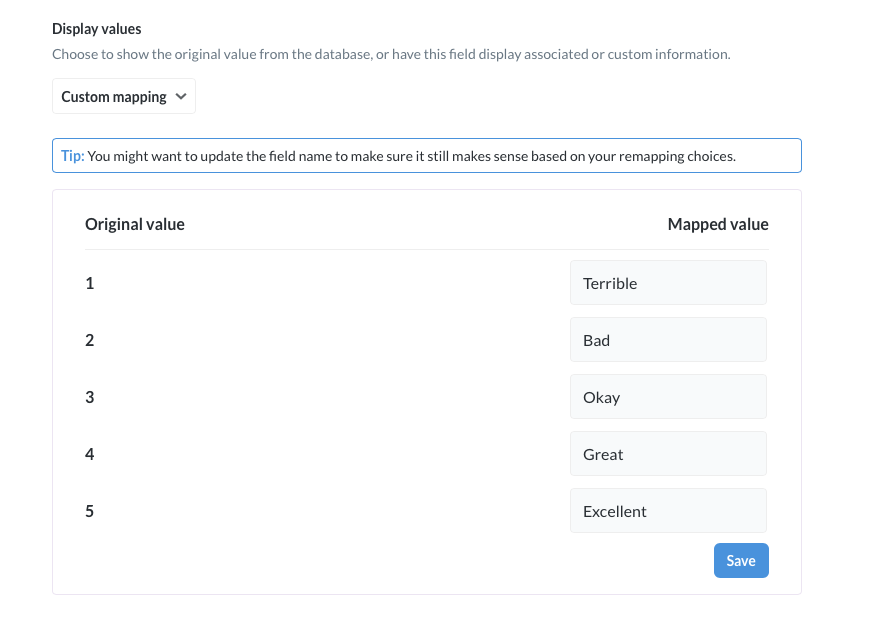 Display values
Choose to show the original value from the database, or have this field display associated or custom information.
Custom mapping
Tip: You might want to update the field name to make sure it still makes sense based on your remapping choices.
Original value Mapped value
1 Terrible
2 Bad
3 Okay
4 Great
5 Excellent
Save